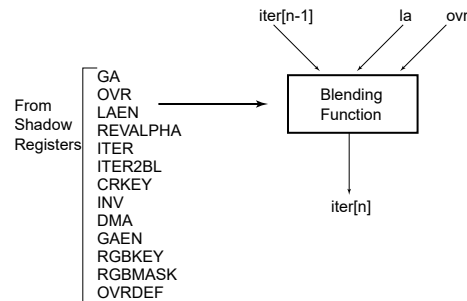 iter[n-1]
la
ovr
From
Shadow
Registers
GA
OVR
LAEN
REVALPHA
ITER
ITER2BL
CRKEY
INV
DMA
GAEN
RGBKEY
RGBMASK
OVRDEF
Blending
Function
iter[n]